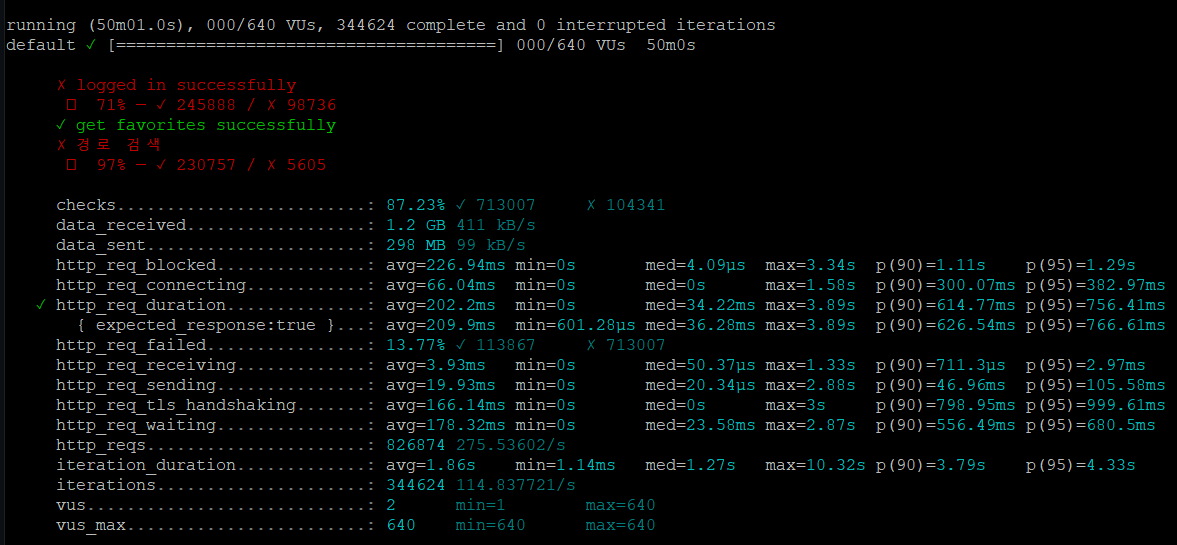 running (50m01.0s), 000/640 VUs, 344624 complete and 0 interrupted iterations
default ✓ [======================================] 000/640 VUs  50m0s
✗ logged in successfully
71% — ✓ 245888 / ✗ 98736
✓ get favorites successfully
✗ 경로 검색
97% — ✓ 230757 / ✗ 5605
checks.........................: 87.23% ✓ 713007     ✗ 104341
data_received..................: 1.2 GB 411 kB/s
data_sent......................: 298 MB 99 kB/s
http_req_blocked...............: avg=226.94ms min=0s       med=4.09µs  max=3.34s  p(90)=1.11s    p(95)=1.29s
http_req_connecting............: avg=66.04ms  min=0s       med=0s      max=1.58s  p(90)=300.07ms p(95)=382.97ms
✓ http_req_duration..............: avg=202.2ms  min=0s       med=34.22ms max=3.89s  p(90)=614.77ms p(95)=756.41ms
{ expected_response:true }...: avg=209.9ms  min=601.28µs med=36.28ms max=3.89s  p(90)=626.54ms p(95)=766.61ms
http_req_failed................: 13.77% ✓ 113867     ✗ 713007
http_req_receiving.............: avg=3.93ms   min=0s       med=50.37µs max=1.33s  p(90)=711.3µs  p(95)=2.97ms
http_req_sending...............: avg=19.93ms  min=0s       med=20.34µs max=2.88s  p(90)=46.96ms  p(95)=105.58ms
http_req_tls_handshaking.......: avg=166.14ms min=0s       med=0s      max=3s     p(90)=798.95ms p(95)=999.61ms
http_req_waiting...............: avg=178.32ms min=0s       med=23.58ms max=2.87s  p(90)=556.49ms p(95)=680.5ms
http_reqs......................: 826874 275.53602/s
iteration_duration.............: avg=1.86s    min=1.14ms   med=1.27s   max=10.32s p(90)=3.79s    p(95)=4.33s
iterations.....................: 344624 114.837721/s
vus............................: 2      min=1        max=640
vus_max........................: 640    min=640      max=640